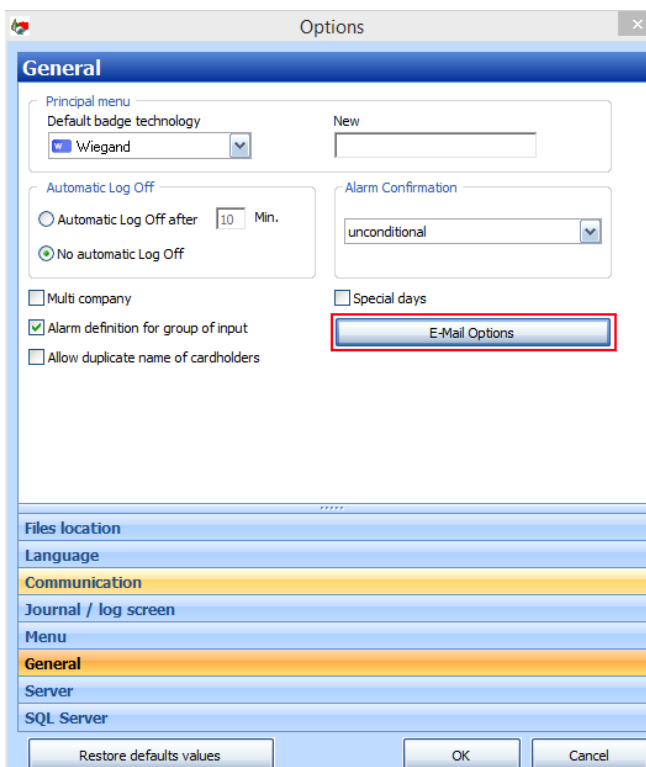 Options
General
Principal menu
Default badge technology
New
w Wiegand
Automatic Log Off
Alarm Confirmation
Automatic Log Off after 10 Min.
unconditional
No automatic Log Off
Multi company
Special days
Alarm definition for group of input
E-Mail Options
Allow duplicate name of cardholders
Files location
Language
Communication
Journal / log screen
Menu
General
Server
SQL Server
Restore defaults values
OK
Cancel